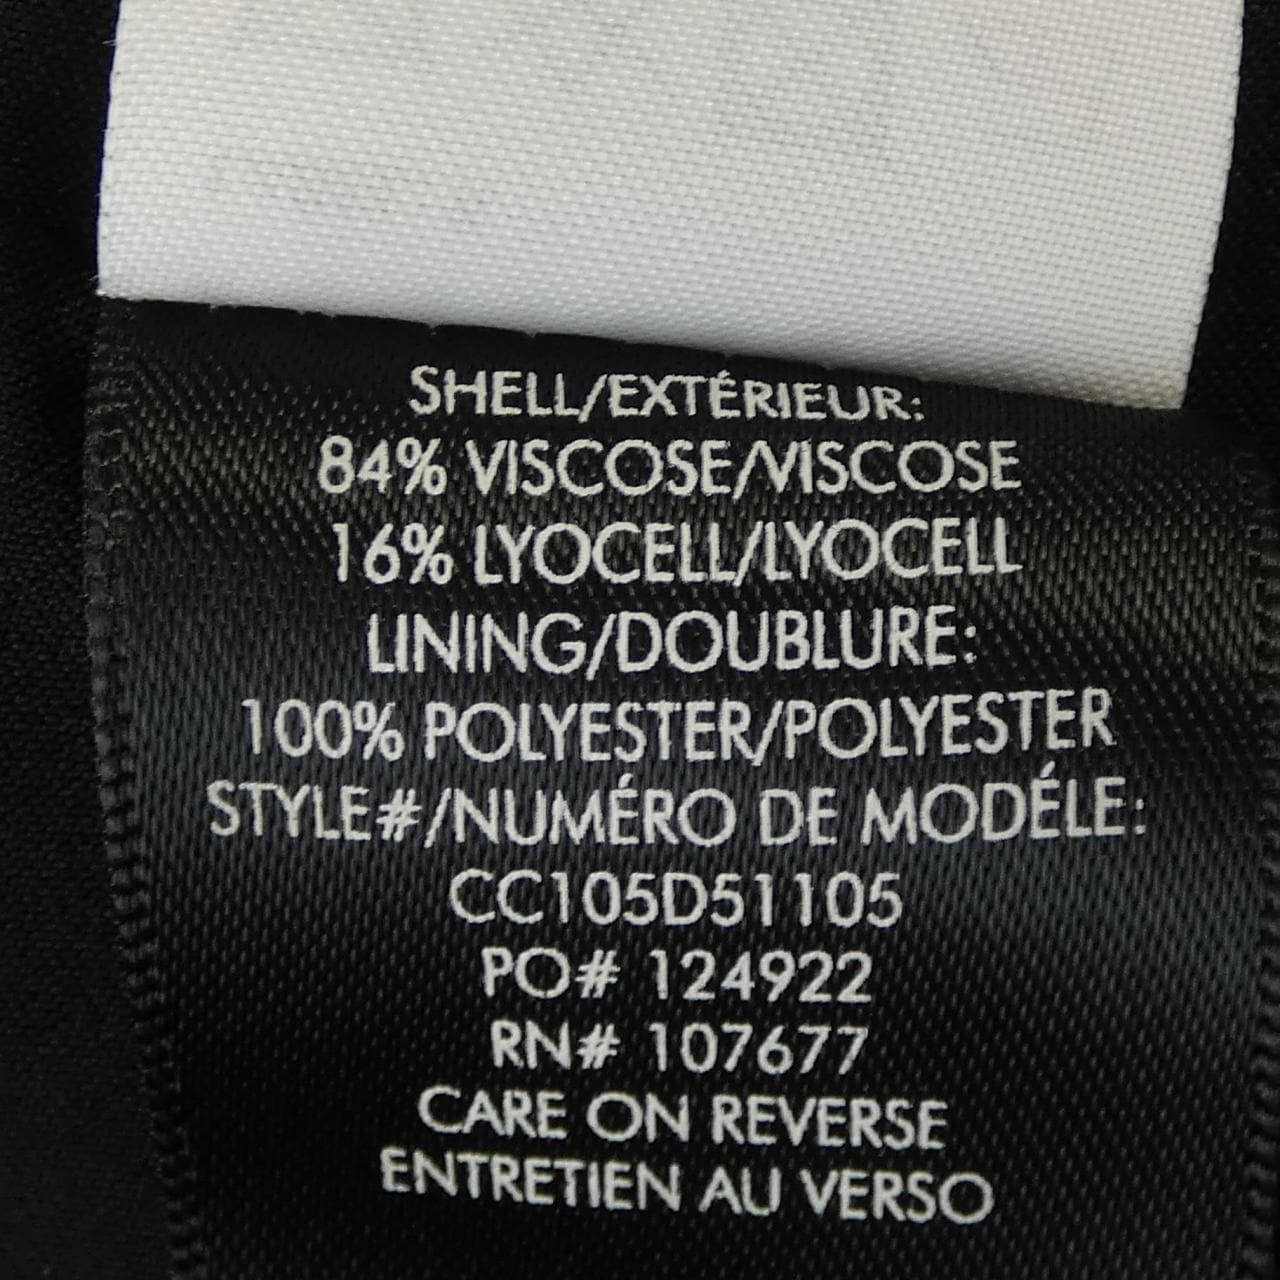 SHELL/EXTÉRIEUR:
84% VISCOSE/VISCOSE
16% LYOCELL/LYOCELL
LINING/DOUBLURE:
100% POLYESTER/POLYESTER
STYLE#/NUMÉRO DE MODÉLE:
CC105D51105
PO# 124922
RN# 107677
CARE ON REVERSE
ENTRETIEN AU VERSO